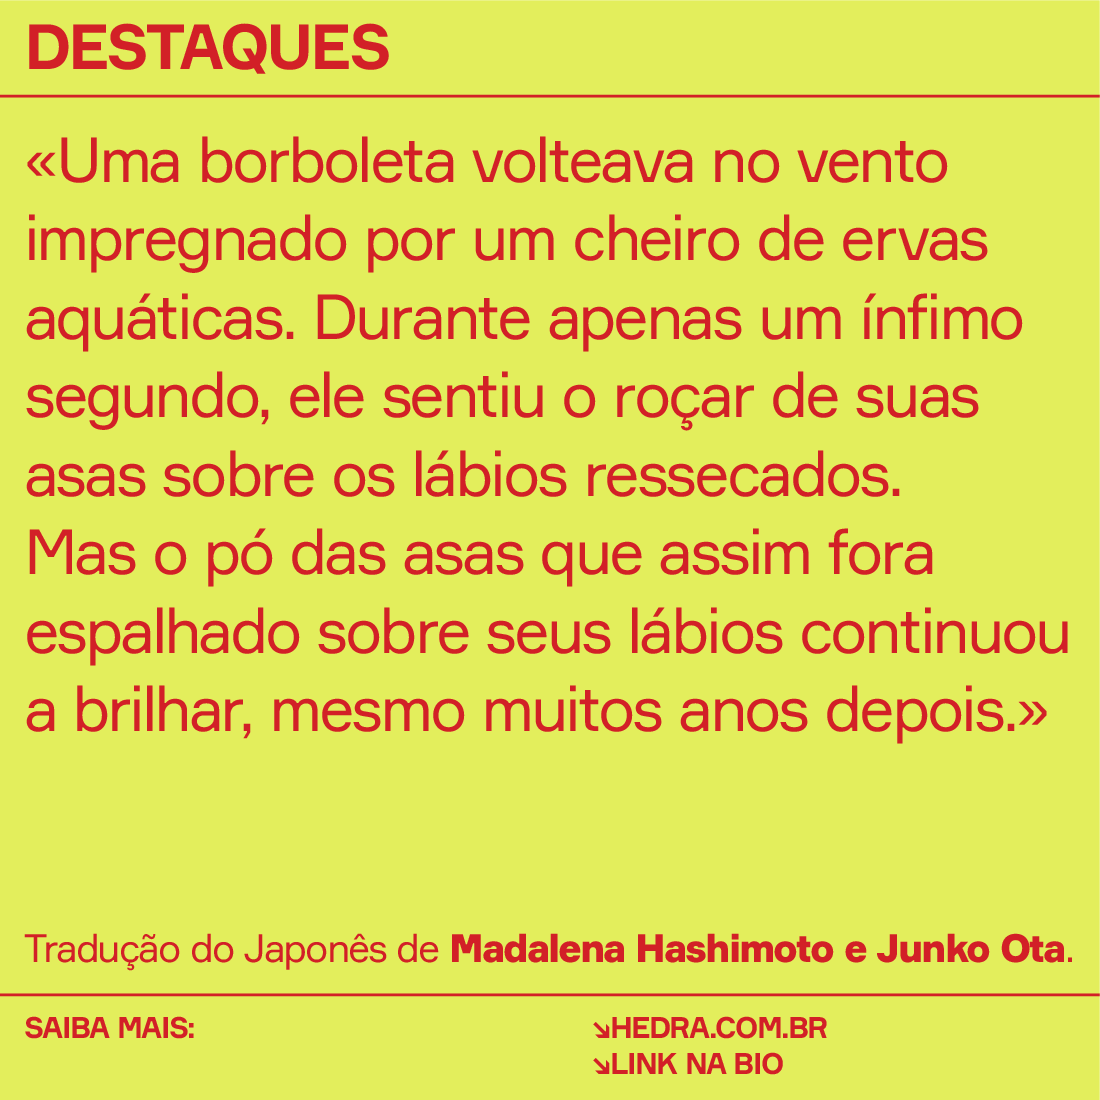 DESTAQUES
«Uma borboleta volteava no vento
impregnado por um cheiro de ervas
aquáticas. Durante apenas um ínfimo
segundo, ele sentiu o roçar de suas
asas sobre os lábios ressecados.
Mas o pó das asas que assim fora
espalhado sobre seus lábios continuou
a brilhar, mesmo muitos anos depois.»
Tradução do Japonês de Madalena Hashimoto e Junko Ota.
SAIBA MAIS:
↘HEDRA.COM.BR
↘LINK NA BIO